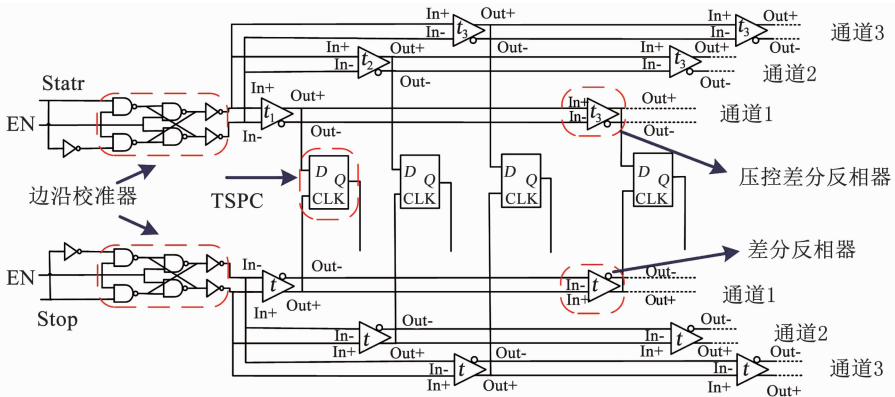 In+ Out+ In+ Out+
In- t3 Out- In- t3 Out- 通道3
In+ Out+ In+ Out+
In- t2 Out- In- t3 Out- 通道2
Statr In+ Out+ In+ Out+ 通道1
EN In- t1 Out- In- t3 Out-
D Q CLK D Q CLK D Q CLK D Q CLK
边沿校准器 TSPC 压控差分反相器
差分反相器
EN In- t Out- In- t Out-
Stop In+ Out+ In+ Out+ 通道1
In- t Out- In- t Out- 通道2
In+ Out+ In+ Out+
In- t Out- In- t Out- 通道3
In+ Out+ In+ Out+